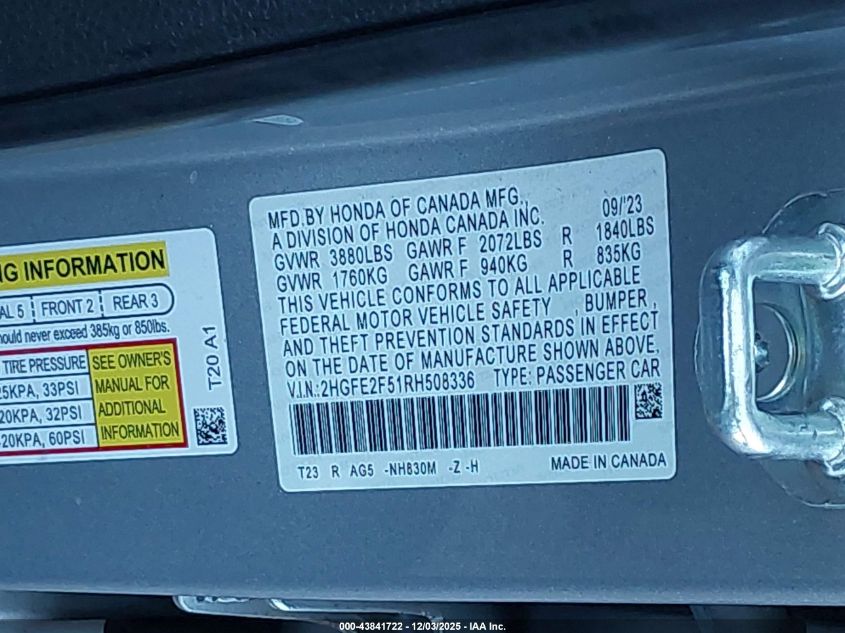 NG INFORMATION
AL 5 FRONT 2 REAR 3
ould never exceed 385kg or 850lbs.
TIRE PRESSURE
25KPA, 33PSI
20KPA, 32PSI
20KPA, 60PSI
SEE OWNER'S
MANUAL FOR
ADDITIONAL
INFORMATION
T20 A1
MFD.BY HONDA OF CANADA MFG., 09/'23
A DIVISION OF HONDA CANADA INC.
GVWR 3880LBS GAWR F 2072LBS R 1840LBS
GVWR 1760KG GAWR F 940KG R 835KG
THIS VEHICLE CONFORMS TO ALL APPLICABLE
FEDERAL MOTOR VEHICLE SAFETY , BUMPER,
AND THEFT PREVENTION STANDARDS IN EFFECT
ON THE DATE OF MANUFACTURE SHOWN ABOVE.
V.I.N.:2HGFE2F51RH508336 TYPE: PASSENGER CAR
T23 R AG5 -NH830M -Z -H MADE IN CANADA
000-43841722 - 12/03/2025 - IAA Inc.